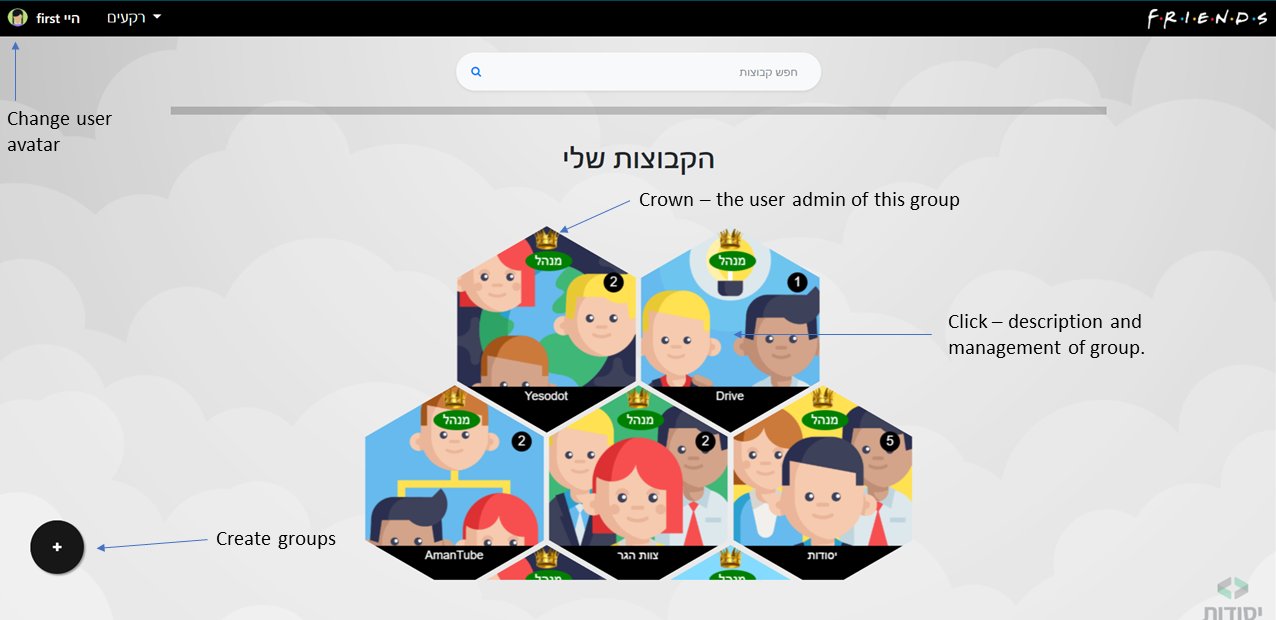 היי first
רקעים
F·R·I·E·N·D·S
חפש קבוצות
Change user
avatar
הקבוצות שלי
Crown – the user admin of this group
מנהל
2
מנהל
1
Click – description and
management of group.
Yesodot
Drive
מנהל
2
מנהל
2
מנהל
5
Create groups
AmanTube
צוות הגר
יסודות
מנהל
מנהל
יסודות